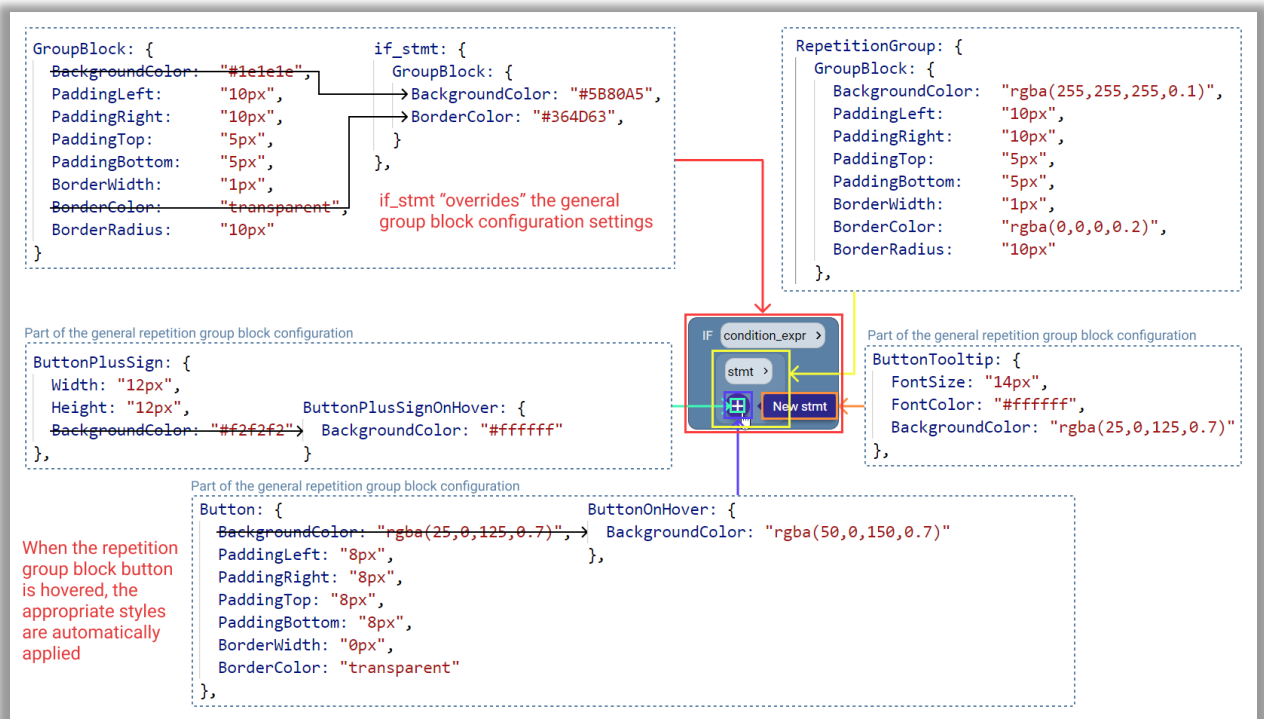 GroupBlock: {
BackgroundColor: "#1e1e1e",
PaddingLeft: "10px",
PaddingRight: "10px",
PaddingTop: "5px",
PaddingBottom: "5px",
BorderWidth: "1px",
BorderColor: "transparent",
BorderRadius: "10px"
}
if_stmt: {
GroupBlock: {
BackgroundColor: "#5B80A5",
BorderColor: "#364D63",
}
},
if_stmt “overrides” the general
group block configuration settings
RepetitionGroup: {
GroupBlock: {
BackgroundColor: "rgba(255,255,255,0.1)",
PaddingLeft: "10px",
PaddingRight: "10px",
PaddingTop: "5px",
PaddingBottom: "5px",
BorderWidth: "1px",
BorderColor: "rgba(0,0,0,0.2)",
BorderRadius: "10px"
},
Part of the general repetition group block configuration
ButtonPlusSign: {
Width: "12px",
Height: "12px",
BackgroundColor: "#f2f2f2"
},
ButtonPlusSignOnHover: {
BackgroundColor: "#ffffff"
}
IF condition_expr >
stmt >
New stmt
Part of the general repetition group block configuration
ButtonTooltip: {
FontSize: "14px",
FontColor: "#ffffff",
BackgroundColor: "rgba(25,0,125,0.7)"
},
Part of the general repetition group block configuration
Button: {
BackgroundColor: "rgba(25,0,125,0.7)",
PaddingLeft: "8px",
PaddingRight: "8px",
PaddingTop: "8px",
PaddingBottom: "8px",
BorderWidth: "0px",
BorderColor: "transparent"
},
ButtonOnHover: {
BackgroundColor: "rgba(50,0,150,0.7)"
},
When the repetition
group block button
is hovered, the
appropriate styles
are automatically
applied